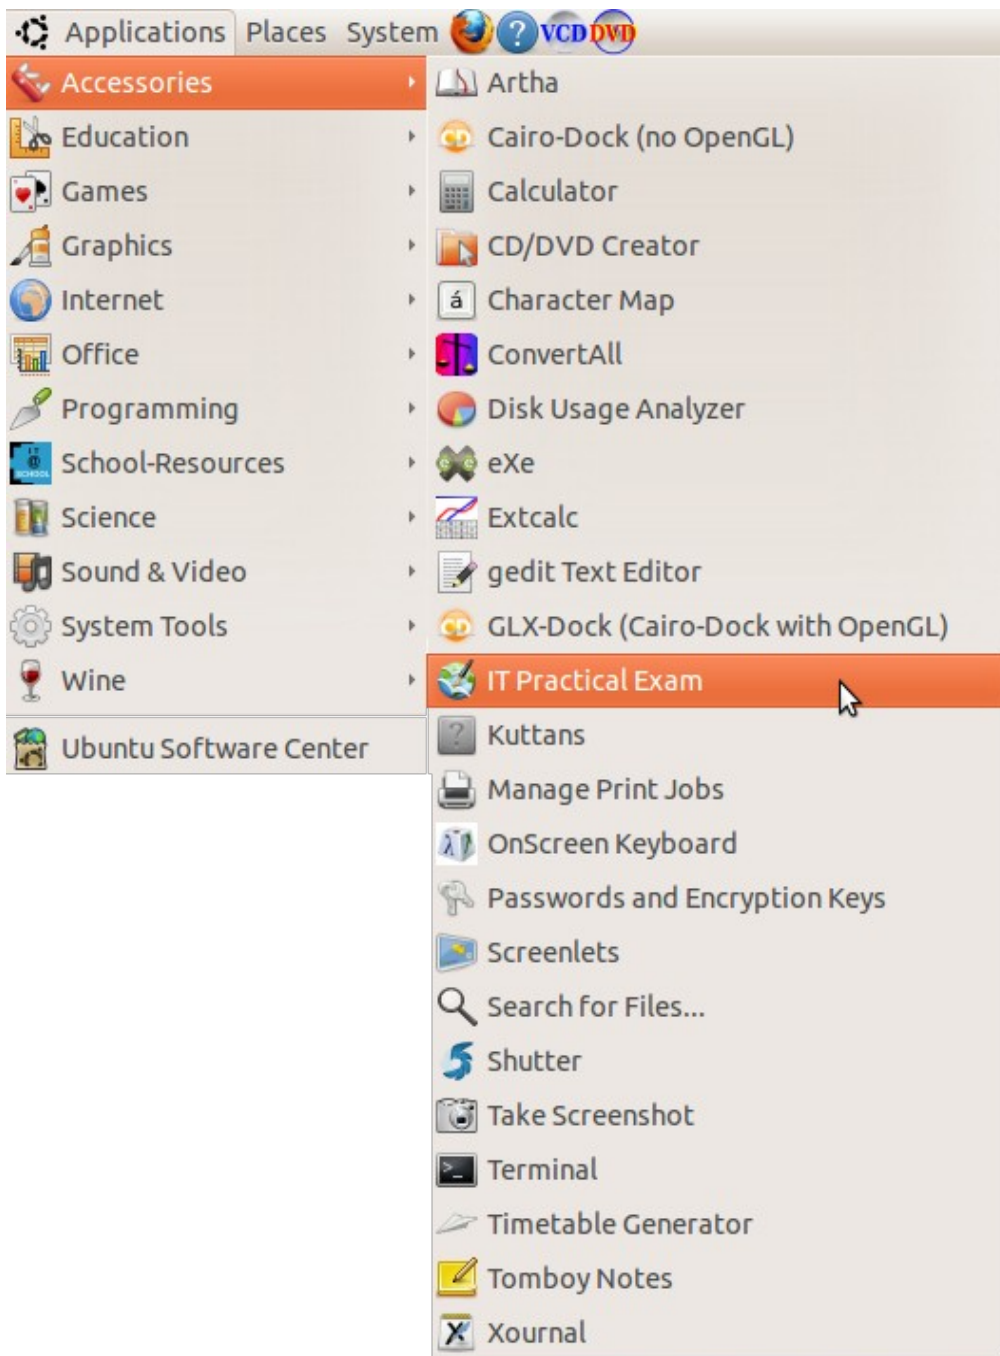 Applications Places System VCD DVD
Accessories
Education
Games
Graphics
Internet
Office
Programming
IT @ SCHOOL School-Resources
Science
Sound & Video
System Tools
Wine
Ubuntu Software Center
Artha
Cairo-Dock (no OpenGL)
Calculator
CD/DVD Creator
á Character Map
ConvertAll
Disk Usage Analyzer
eXe
Extcalc
gedit Text Editor
GLX-Dock (Cairo-Dock with OpenGL)
IT Practical Exam
Kuttans
Manage Print Jobs
OnScreen Keyboard
Passwords and Encryption Keys
Screenlets
Search for Files...
Shutter
Take Screenshot
Terminal
Timetable Generator
Tomboy Notes
Xournal